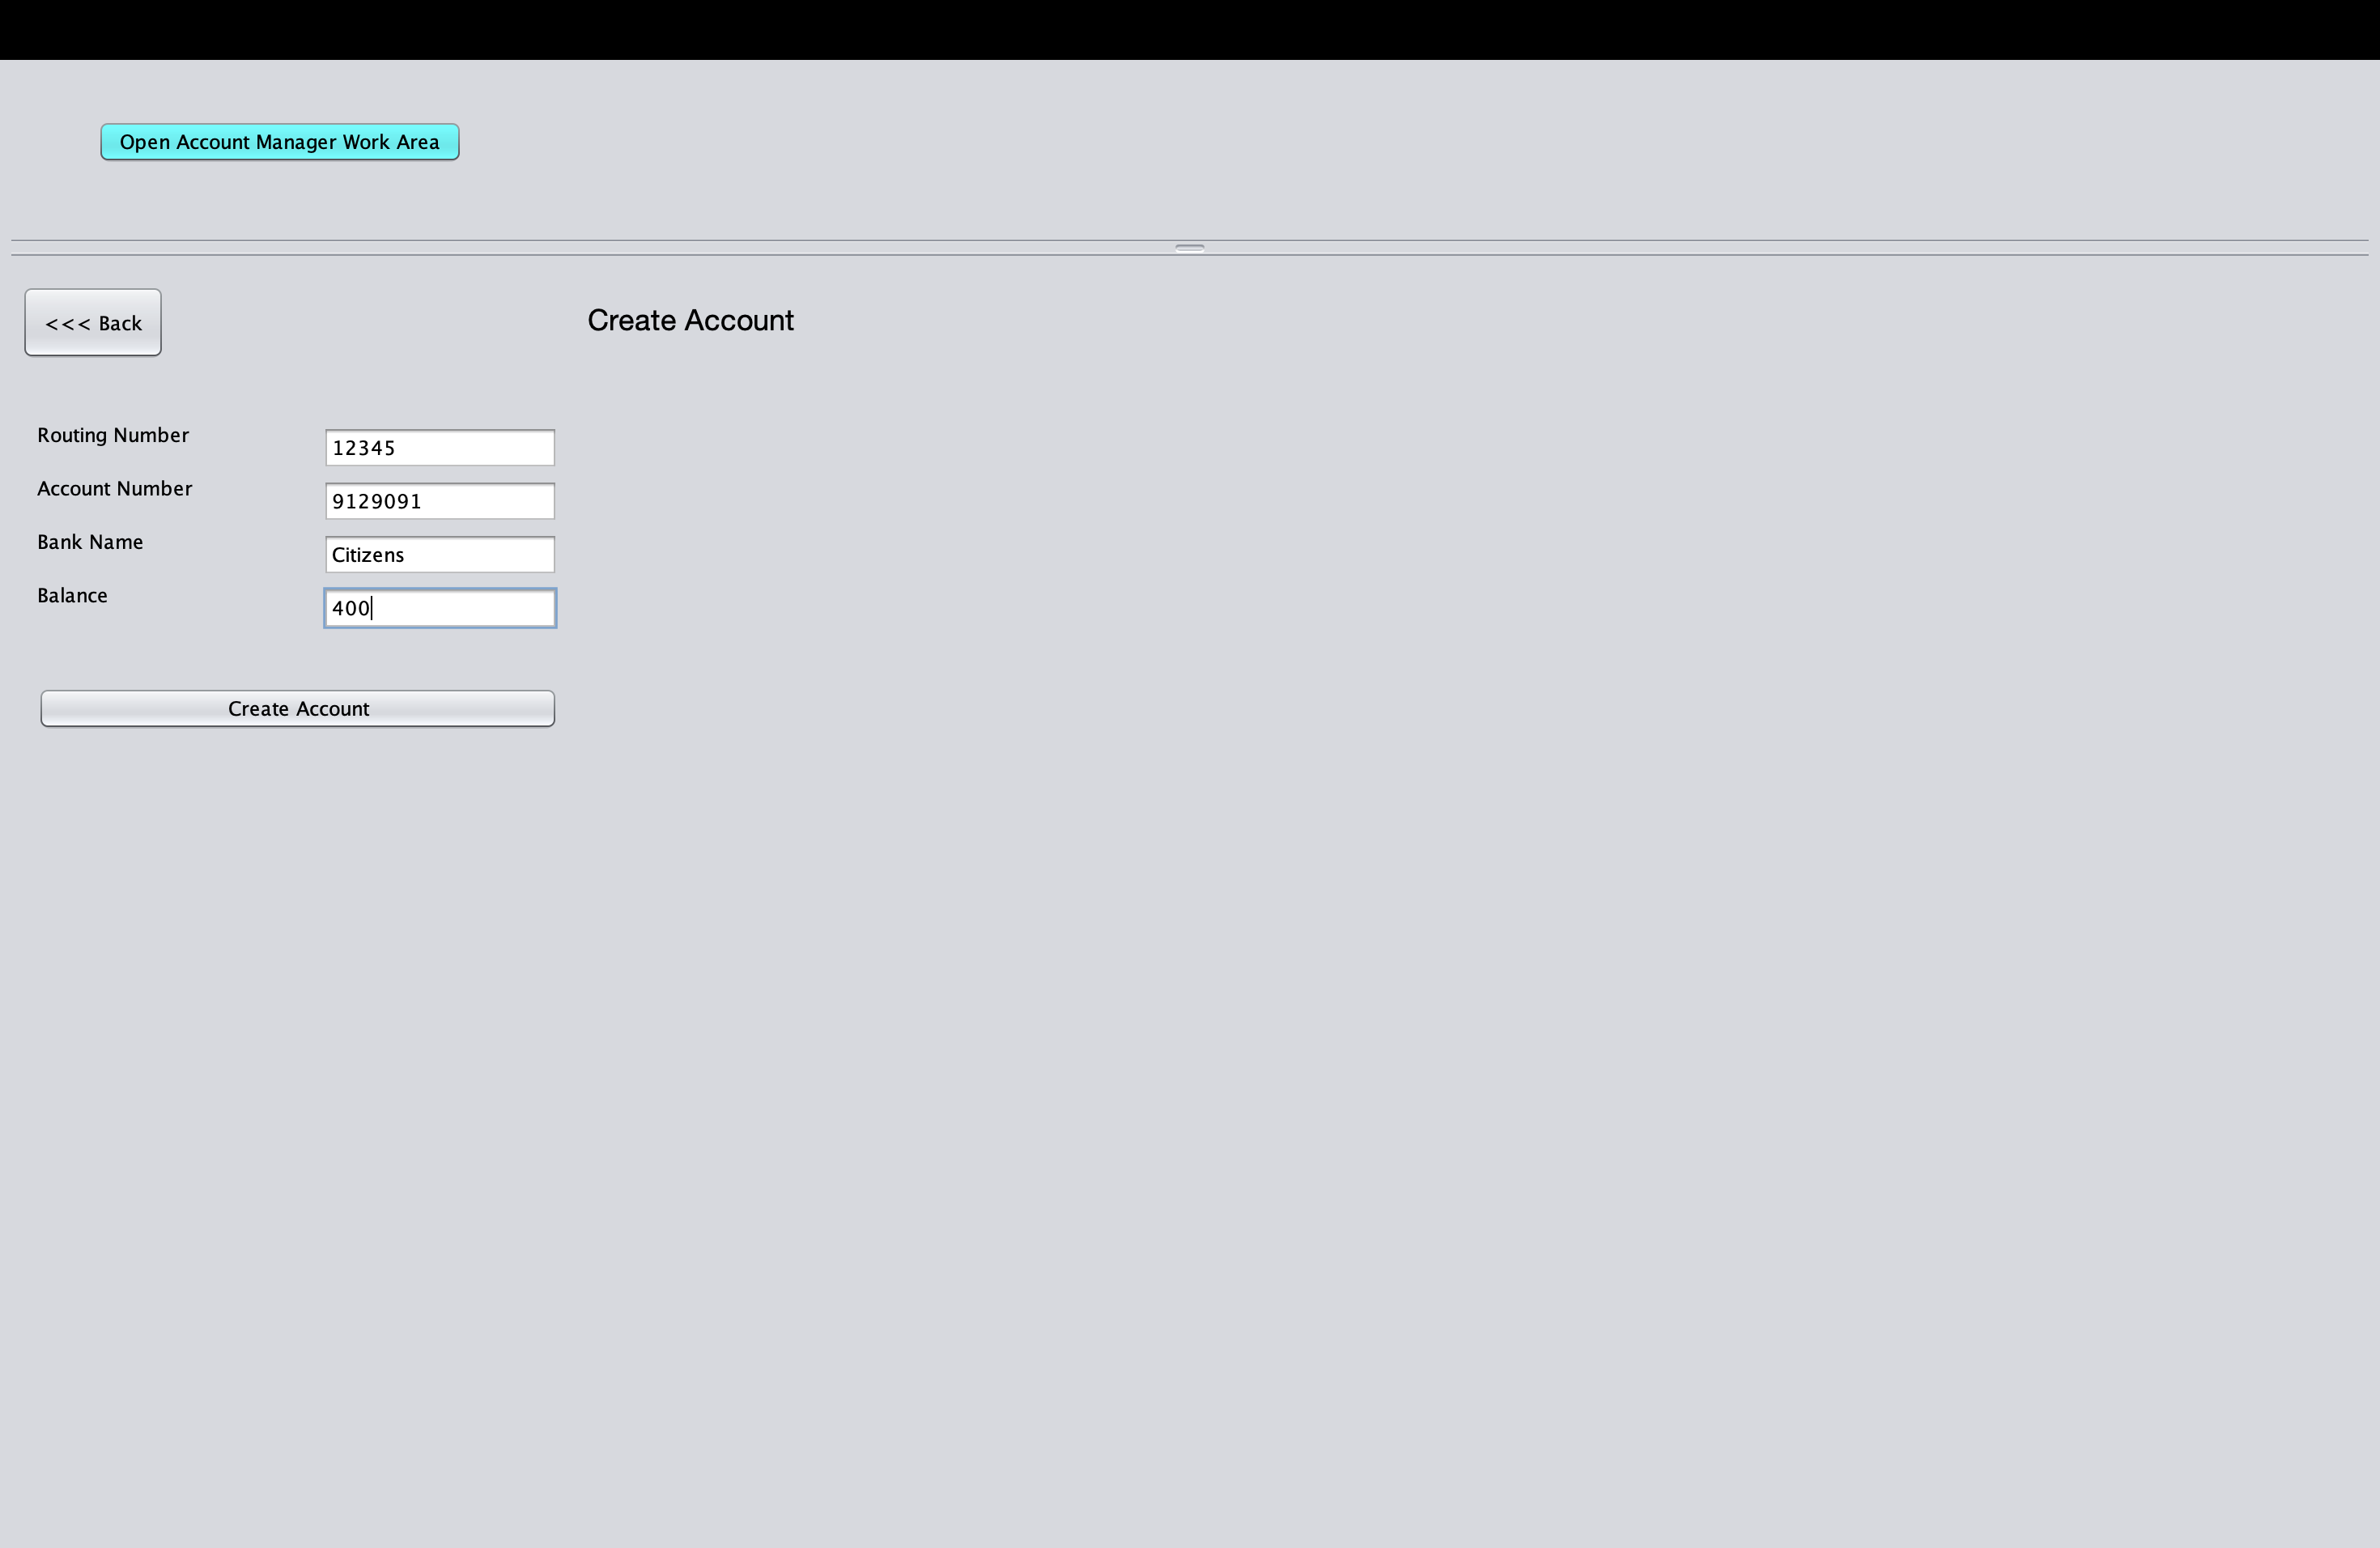 Open Account Manager Work Area
<<< Back
Create Account
Routing Number 12345
Account Number 9129091
Bank Name Citizens
Balance 400
Create Account